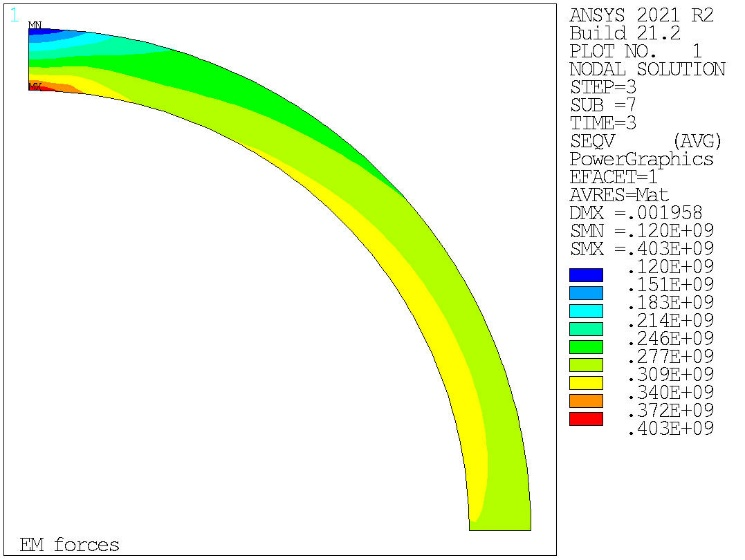 1
MN
MX
ANSYS 2021 R2
Build 21.2
PLOT NO.   1
NODAL SOLUTION
STEP=3
SUB =7
TIME=3
SEQV     (AVG)
PowerGraphics
EFACET=1
AVRES=Mat
DMX =.001958
SMN =.120E+09
SMX =.403E+09
.120E+09
.151E+09
.183E+09
.214E+09
.246E+09
.277E+09
.309E+09
.340E+09
.372E+09
.403E+09
EM forces